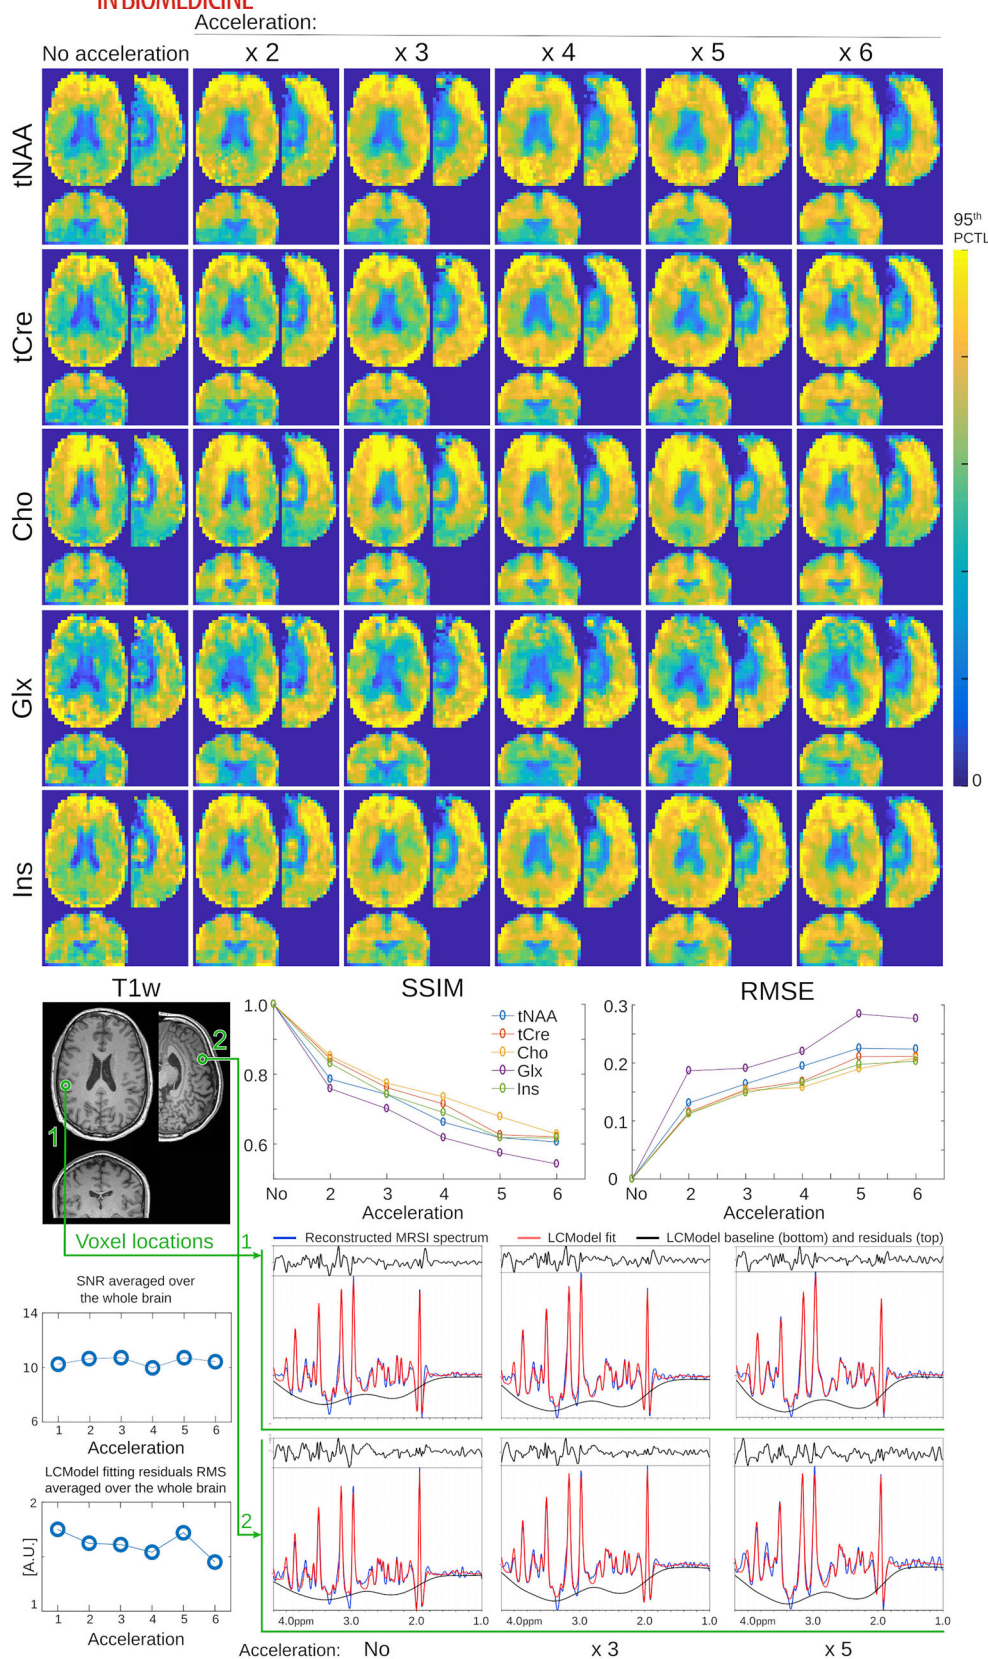 IN BIOMEDICINE
Acceleration:
No acceleration
x 2
x 3
x 4
x 5
x 6
tNAA
tCre
Cho
Glx
Ins
95th
PCTL
0
T1w
1
2
Voxel locations
SSIM
1.0
0.8
0.6
No 2 3 4 5 6
Acceleration
tNAA
tCre
Cho
Glx
Ins
RMSE
0.3
0.2
0.1
0
No 2 3 4 5 6
Acceleration
Reconstructed MRSI spectrum
LCModel fit
LCModel baseline (bottom) and residuals (top)
1
2
SNR averaged over
the whole brain
14
10
6
1 2 3 4 5 6
Acceleration
LCModel fitting residuals RMS
averaged over the whole brain
2
[A.U.]
1
1 2 3 4 5 6
Acceleration
4.0ppm 3.0 2.0 1.0
4.0ppm 3.0 2.0 1.0
4.0ppm 3.0 2.0 1.0
Acceleration: No x 3 x 5